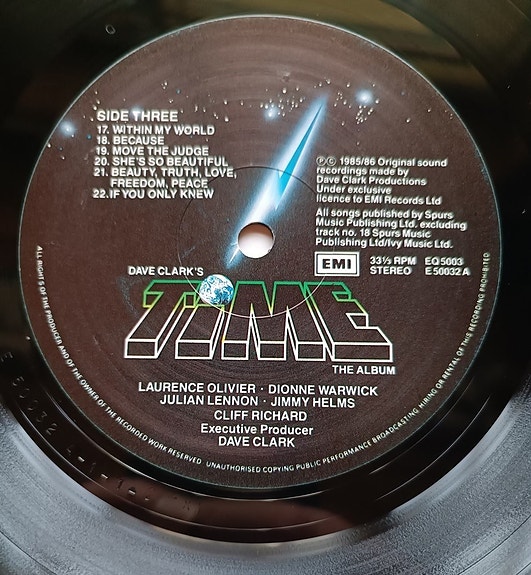 SIDE THREE
17. WITHIN MY WORLD
18. BECAUSE
19. MOVE THE JUDGE
20. SHE'S SO BEAUTIFUL
21. BEAUTY, TRUTH, LOVE,
FREEDOM, PEACE
22. IF YOU ONLY KNEW
Ⓟ © 1985/86 Original sound
recordings made by
Dave Clark Productions
Under exclusive
licence to EMI Records Ltd
All songs published by Spurs
Music Publishing Ltd. excluding
track no. 18 Spurs Music
Publishing Ltd/Ivy Music Ltd.
EMI
33⅓ RPM EQ 5003
STEREO E 50032 A
DAVE CLARK'S
TiME
THE ALBUM
LAURENCE OLIVIER · DIONNE WARWICK
JULIAN LENNON · JIMMY HELMS
CLIFF RICHARD
Executive Producer
DAVE CLARK
ALL RIGHTS OF THE PRODUCER AND OF THE OWNER OF THE RECORDED WORK RESERVED. UNAUTHORISED COPYING PUBLIC PERFORMANCE BROADCASTING HIRING OR RENTAL OF THIS RECORDING PROHIBITED